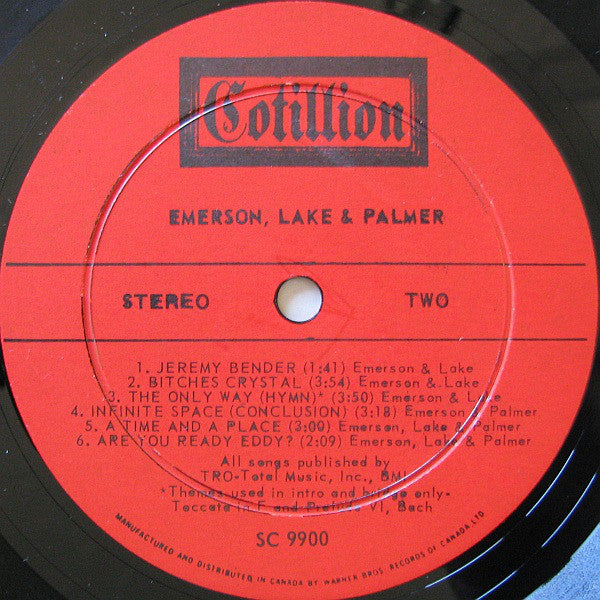 Cotillion
EMERSON, LAKE & PALMER
STEREO TWO
1. JEREMY BENDER (1:41) Emerson & Lake
2. BITCHES CRYSTAL (3:54) Emerson & Lake
3. THE ONLY WAY (HYMN)* (3:50) Emerson & Lake
4. INFINITE SPACE (CONCLUSION) (3:18) Emerson & Palmer
5. A TIME AND A PLACE (3:00) Emerson, Lake & Palmer
6. ARE YOU READY EDDY? (2:09) Emerson, Lake & Palmer
All songs published by
TRO-Total Music, Inc., BMI
*Themes used in intro and bridge only-
Toccata in F and Prelude VI, Bach
SC 9900
MANUFACTURED AND DISTRIBUTED IN CANADA BY WARNER BROS. RECORDS OF CANADA LTD.